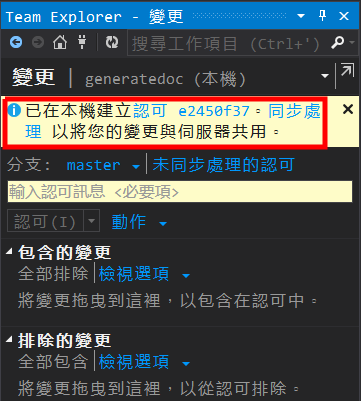 Team Explorer - 變更
搜尋工作項目 (Ctrl+')
變更 | generatedoc (本機)
已在本機建立認可 e2450f37。同步處
理 以將您的變更與伺服器共用。
分支: master 未同步處理的認可
輸入認可訊息 <必要項>
認可(I) 動作
包含的變更
全部排除 檢視選項
將變更拖曳到這裡，以包含在認可中。
排除的變更
全部包含 檢視選項
將變更拖曳到這裡，以從認可排除。